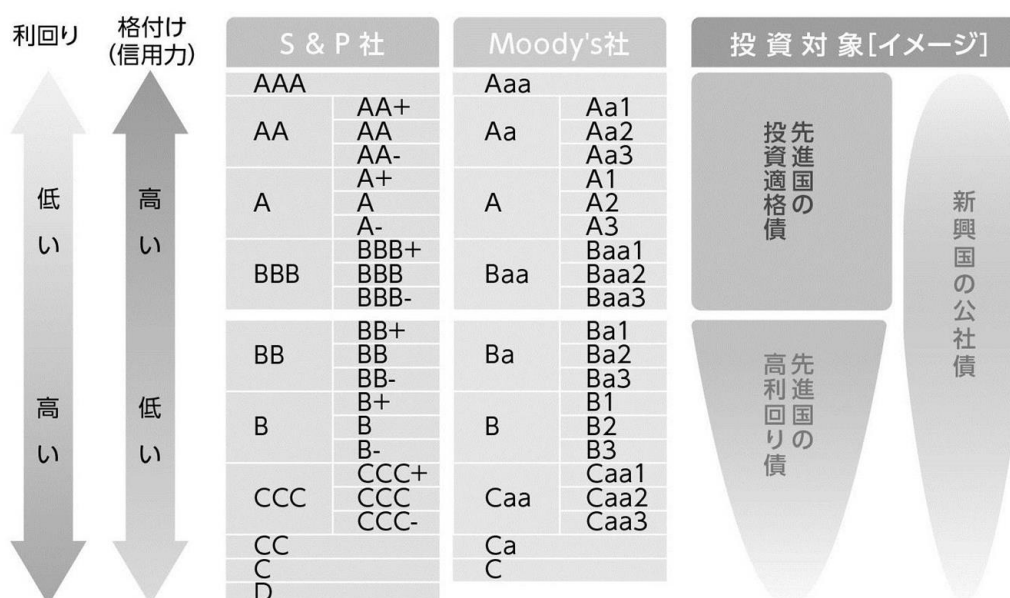 利回り
格付け
(信用力)
S & P 社
Moody's社
投資対象[イメージ]
低い
高い
高い
低い
AAA
AA
AA+
AA
AA-
A
A+
A
A-
BBB
BBB+
BBB
BBB-
BB
BB+
BB
BB-
B
B+
B
B-
CCC
CCC+
CCC
CCC-
CC
C
D
Aaa
Aa
Aa1
Aa2
Aa3
A
A1
A2
A3
Baa
Baa1
Baa2
Baa3
Ba
Ba1
Ba2
Ba3
B
B1
B2
B3
Caa
Caa1
Caa2
Caa3
Ca
C
先進国の
投資適格債
先進国の
高利回り債
新興国の公社債